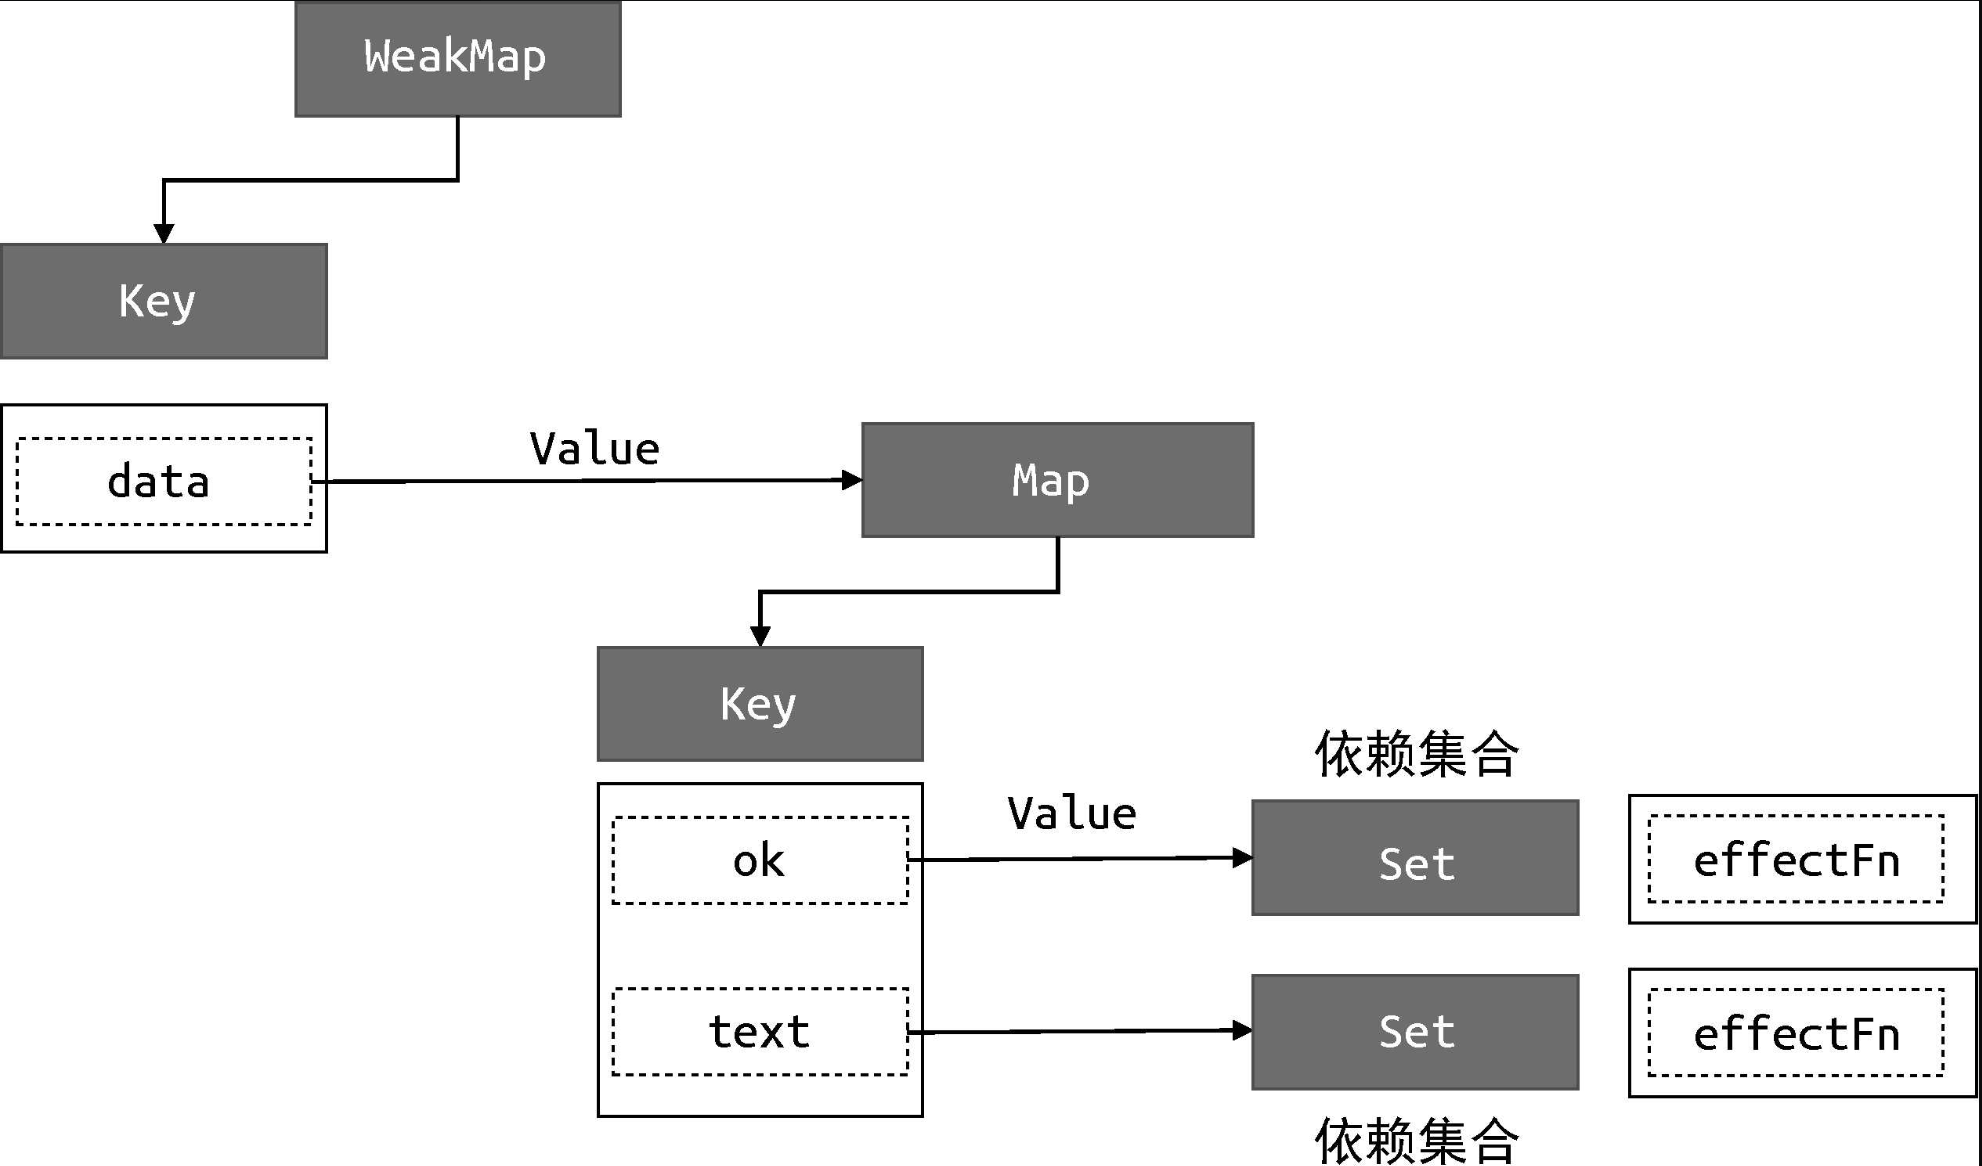 WeakMap
Key
data
Value
Map
Key
依赖集合
ok
Value
Set
effectFn
text
Set
effectFn
依赖集合